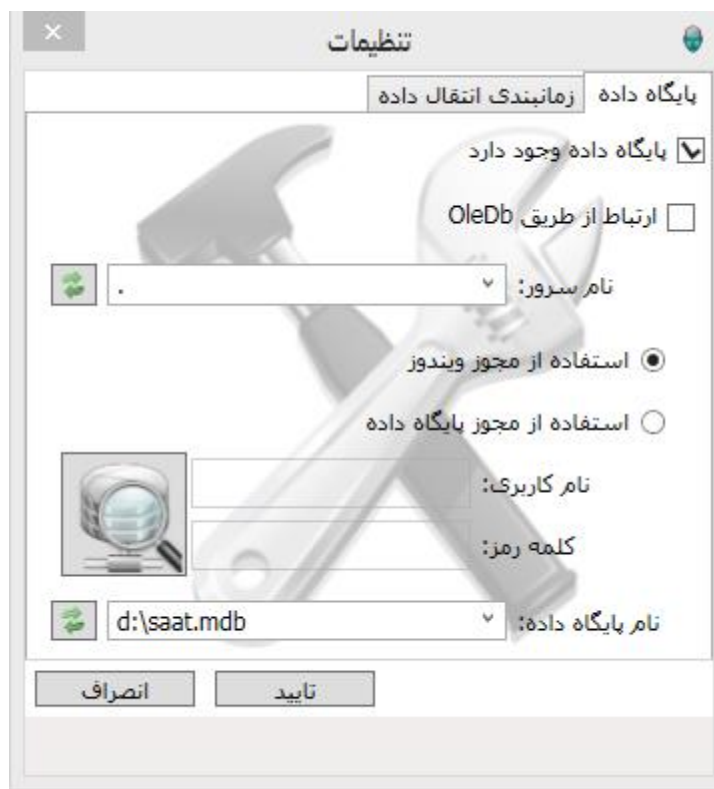 تنظیمات
پایگاه داده
زمانبندی انتقال داده
پایگاه داده وجود دارد
ارتباط از طریق OleDb
نام سرور: .
استفاده از مجوز ویندوز
استفاده از مجوز پایگاه داده
نام کاربری:
کلمه رمز:
نام پایگاه داده: d:\saat.mdb
تایید
انصراف